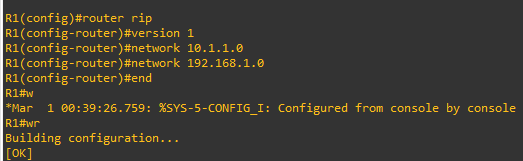 R1(config)#router rip
R1(config-router)#version 1
R1(config-router)#network 10.1.1.0
R1(config-router)#network 192.168.1.0
R1(config-router)#end
R1#w
*Mar  1 00:39:26.759: %SYS-5-CONFIG_I: Configured from console by console
R1#wr
Building configuration...
[OK]